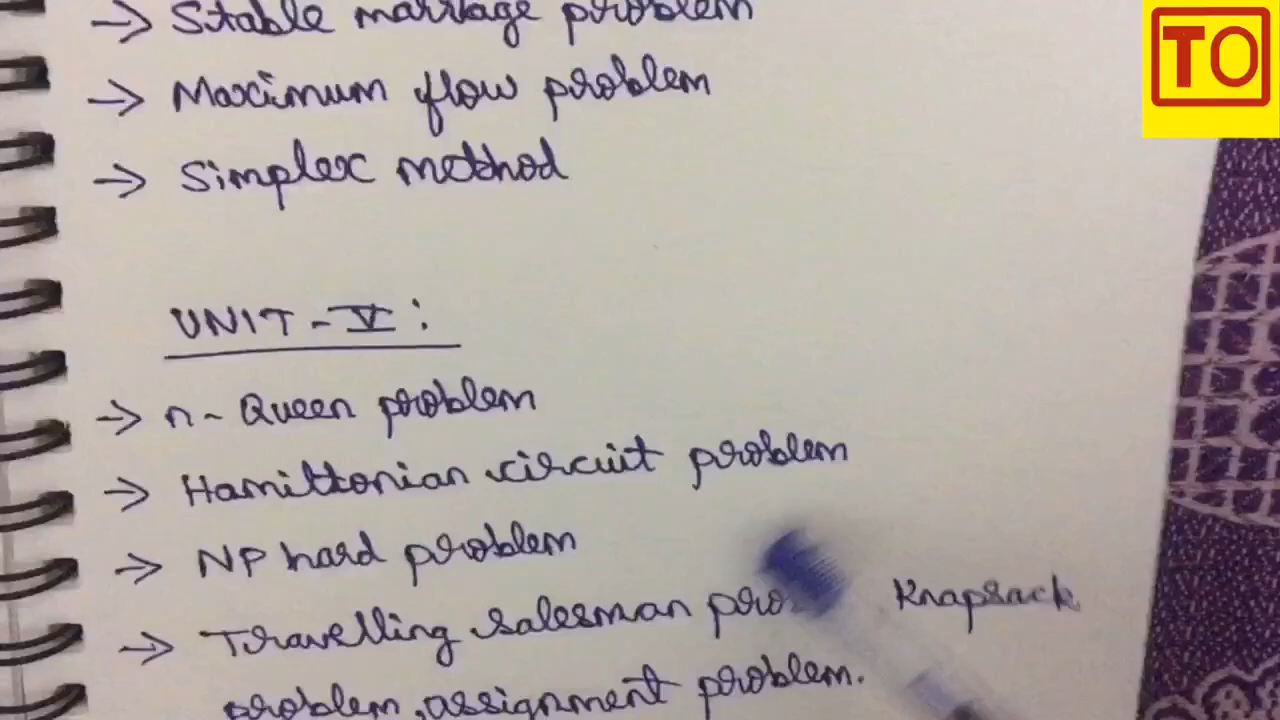 → Stable marriage problem
TO
→ Maximum flow problem
→ Simplex method
UNIT - V :
→ n - Queen problem
→ Hamiltonian circuit problem
→ NP hard problem
→ Travelling salesman Knapsack
problem, assignment problem.